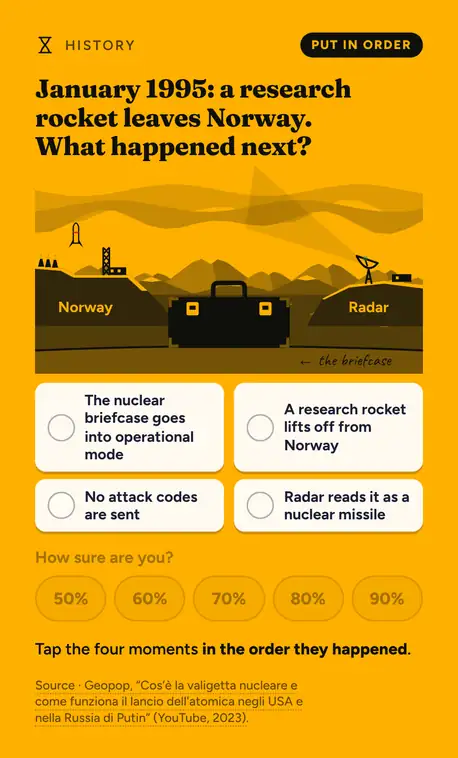 HISTORY
PUT IN ORDER
January 1995: a research
rocket leaves Norway.
What happened next?
Norway
Radar
← the briefcase
The nuclear
briefcase goes
into operational
mode
A research rocket
lifts off from
Norway
No attack codes
are sent
Radar reads it as a
nuclear missile
How sure are you?
50%
60%
70%
80%
90%
Tap the four moments in the order they happened.
Source · Geopop, “Cos'è la valigetta nucleare e
come funziona il lancio dell'atomica negli USA e
nella Russia di Putin” (YouTube, 2023).